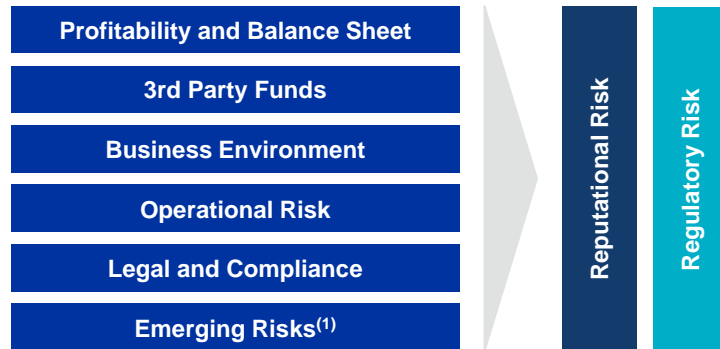 Profitability and Balance Sheet
3rd Party Funds
Business Environment
Operational Risk
Legal and Compliance
Emerging Risks(1)
Reputational Risk
Regulatory Risk